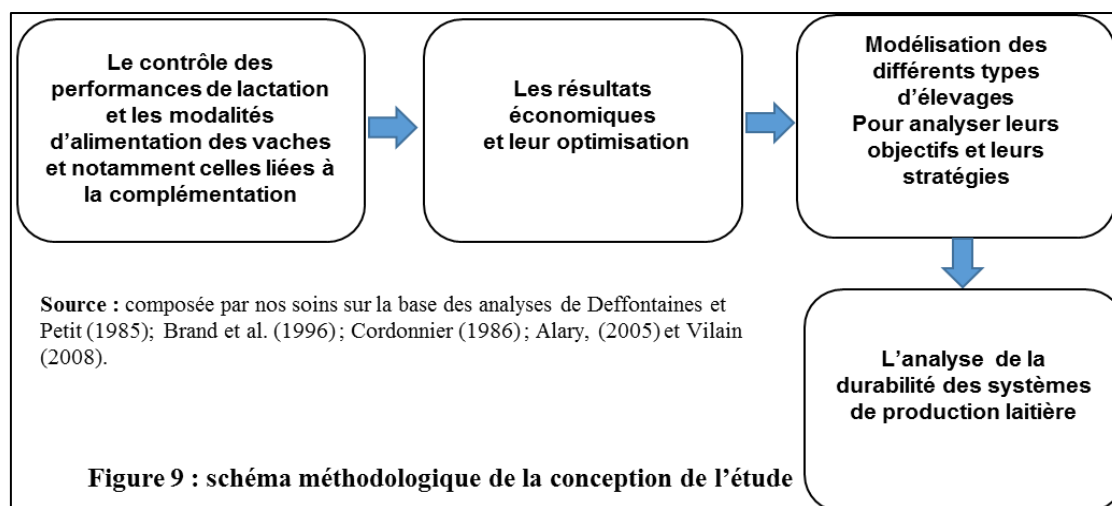 Le contrôle des
performances de lactation
et les modalités
d'alimentation des vaches
et notamment celles liées à
la complémentation
Les résultats
économiques
et leur optimisation
Modélisation des
différents types
d'élevages
Pour analyser leurs
objectifs et leurs
stratégies
Source : composée par nos soins sur la base des analyses de Deffontaines et
Petit (1985); Brand et al. (1996) ; Cordonnier (1986) ; Alary, (2005) et Vilain
(2008).
L'analyse de la
durabilité des systèmes
de production laitière
Figure 9 : schéma méthodologique de la conception de l'étude